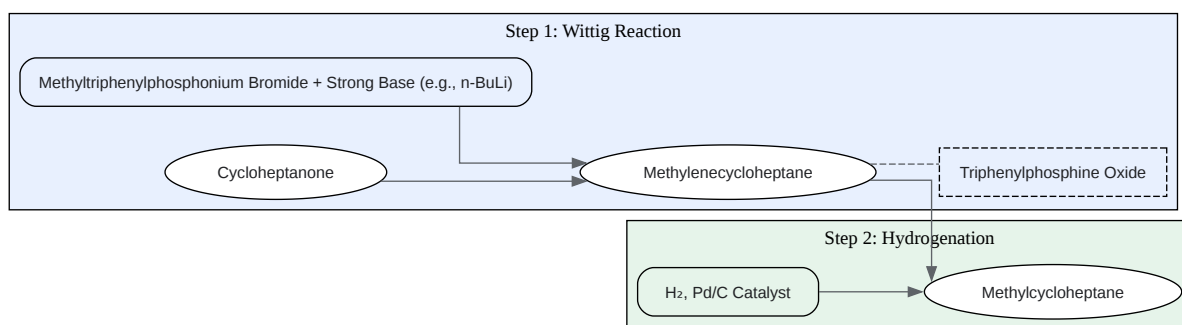 Step 1: Wittig Reaction
Methyltriphenylphosphonium Bromide + Strong Base (e.g., n-BuLi)
Cycloheptanone
Methylenecycloheptane
Triphenylphosphine Oxide
Step 2: Hydrogenation
H₂, Pd/C Catalyst
Methylcycloheptane